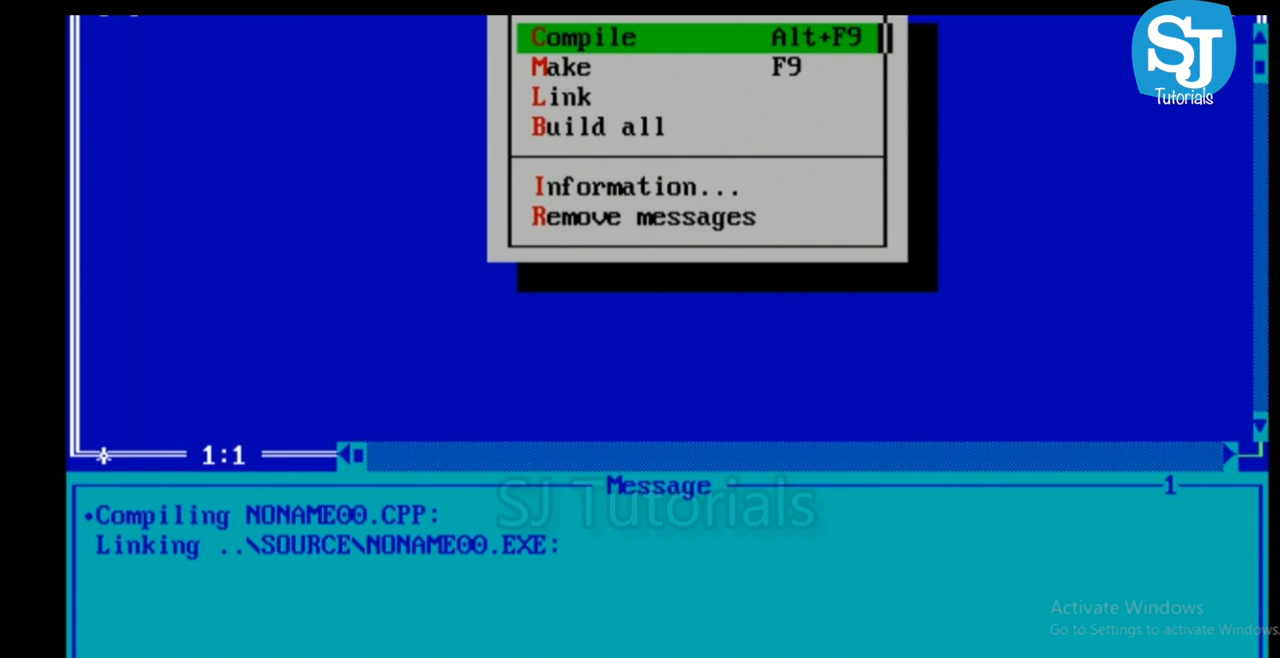 Compile Alt+F9
Make F9
Link
Build all
Information...
Remove messages
SJ
Tutorials
1:1
Message 1
SJ Tutorials
•Compiling NONAME00.CPP:
Linking ..\SOURCE\NONAME00.EXE:
Activate Windows
Go to Settings to activate Windows.